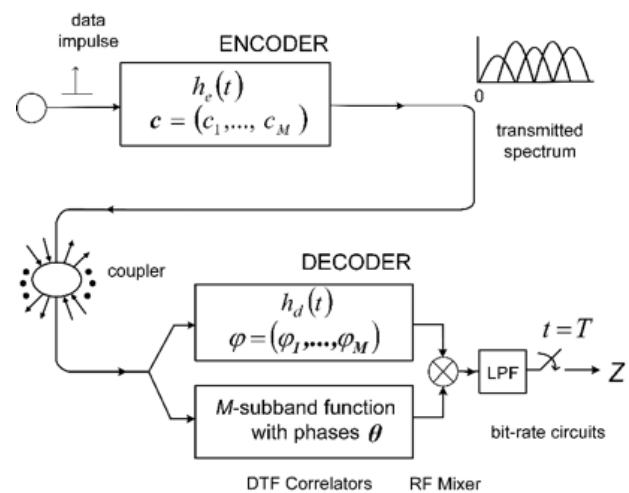 data
impulse
ENCODER
h_e(t)
c = (c_1,..., c_M)
0
transmitted
spectrum
coupler
DECODER
h_d(t)
φ=(φ_I,...,φ_M)
M-subband function
with phases θ
LPF
t = T
Z
bit-rate circuits
DTF Correlators
RF Mixer